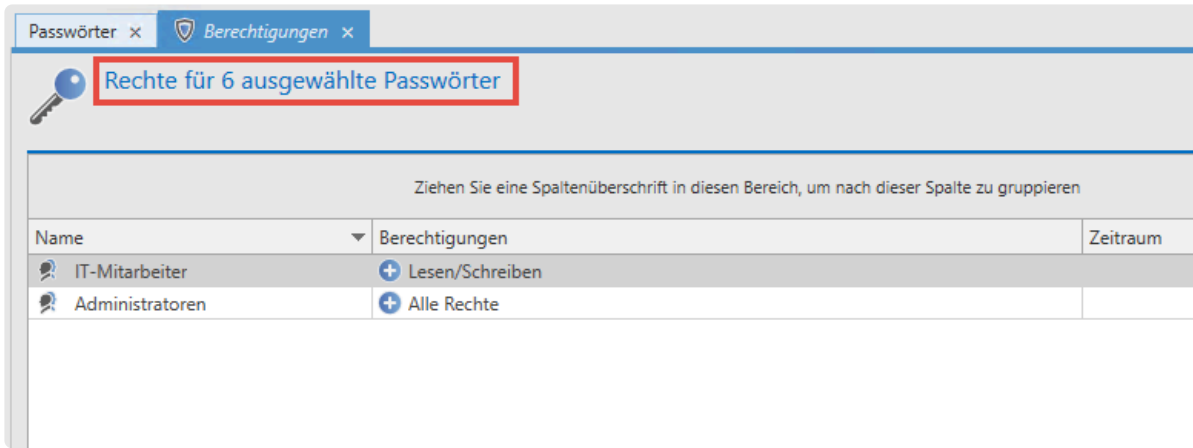 Passwörter
Berechtigungen
Rechte für 6 ausgewählte Passwörter
Ziehen Sie eine Spaltenüberschrift in diesen Bereich, um nach dieser Spalte zu gruppieren
Name Berechtigungen Zeitraum
IT-Mitarbeiter Lesen/Schreiben
Administratoren Alle Rechte